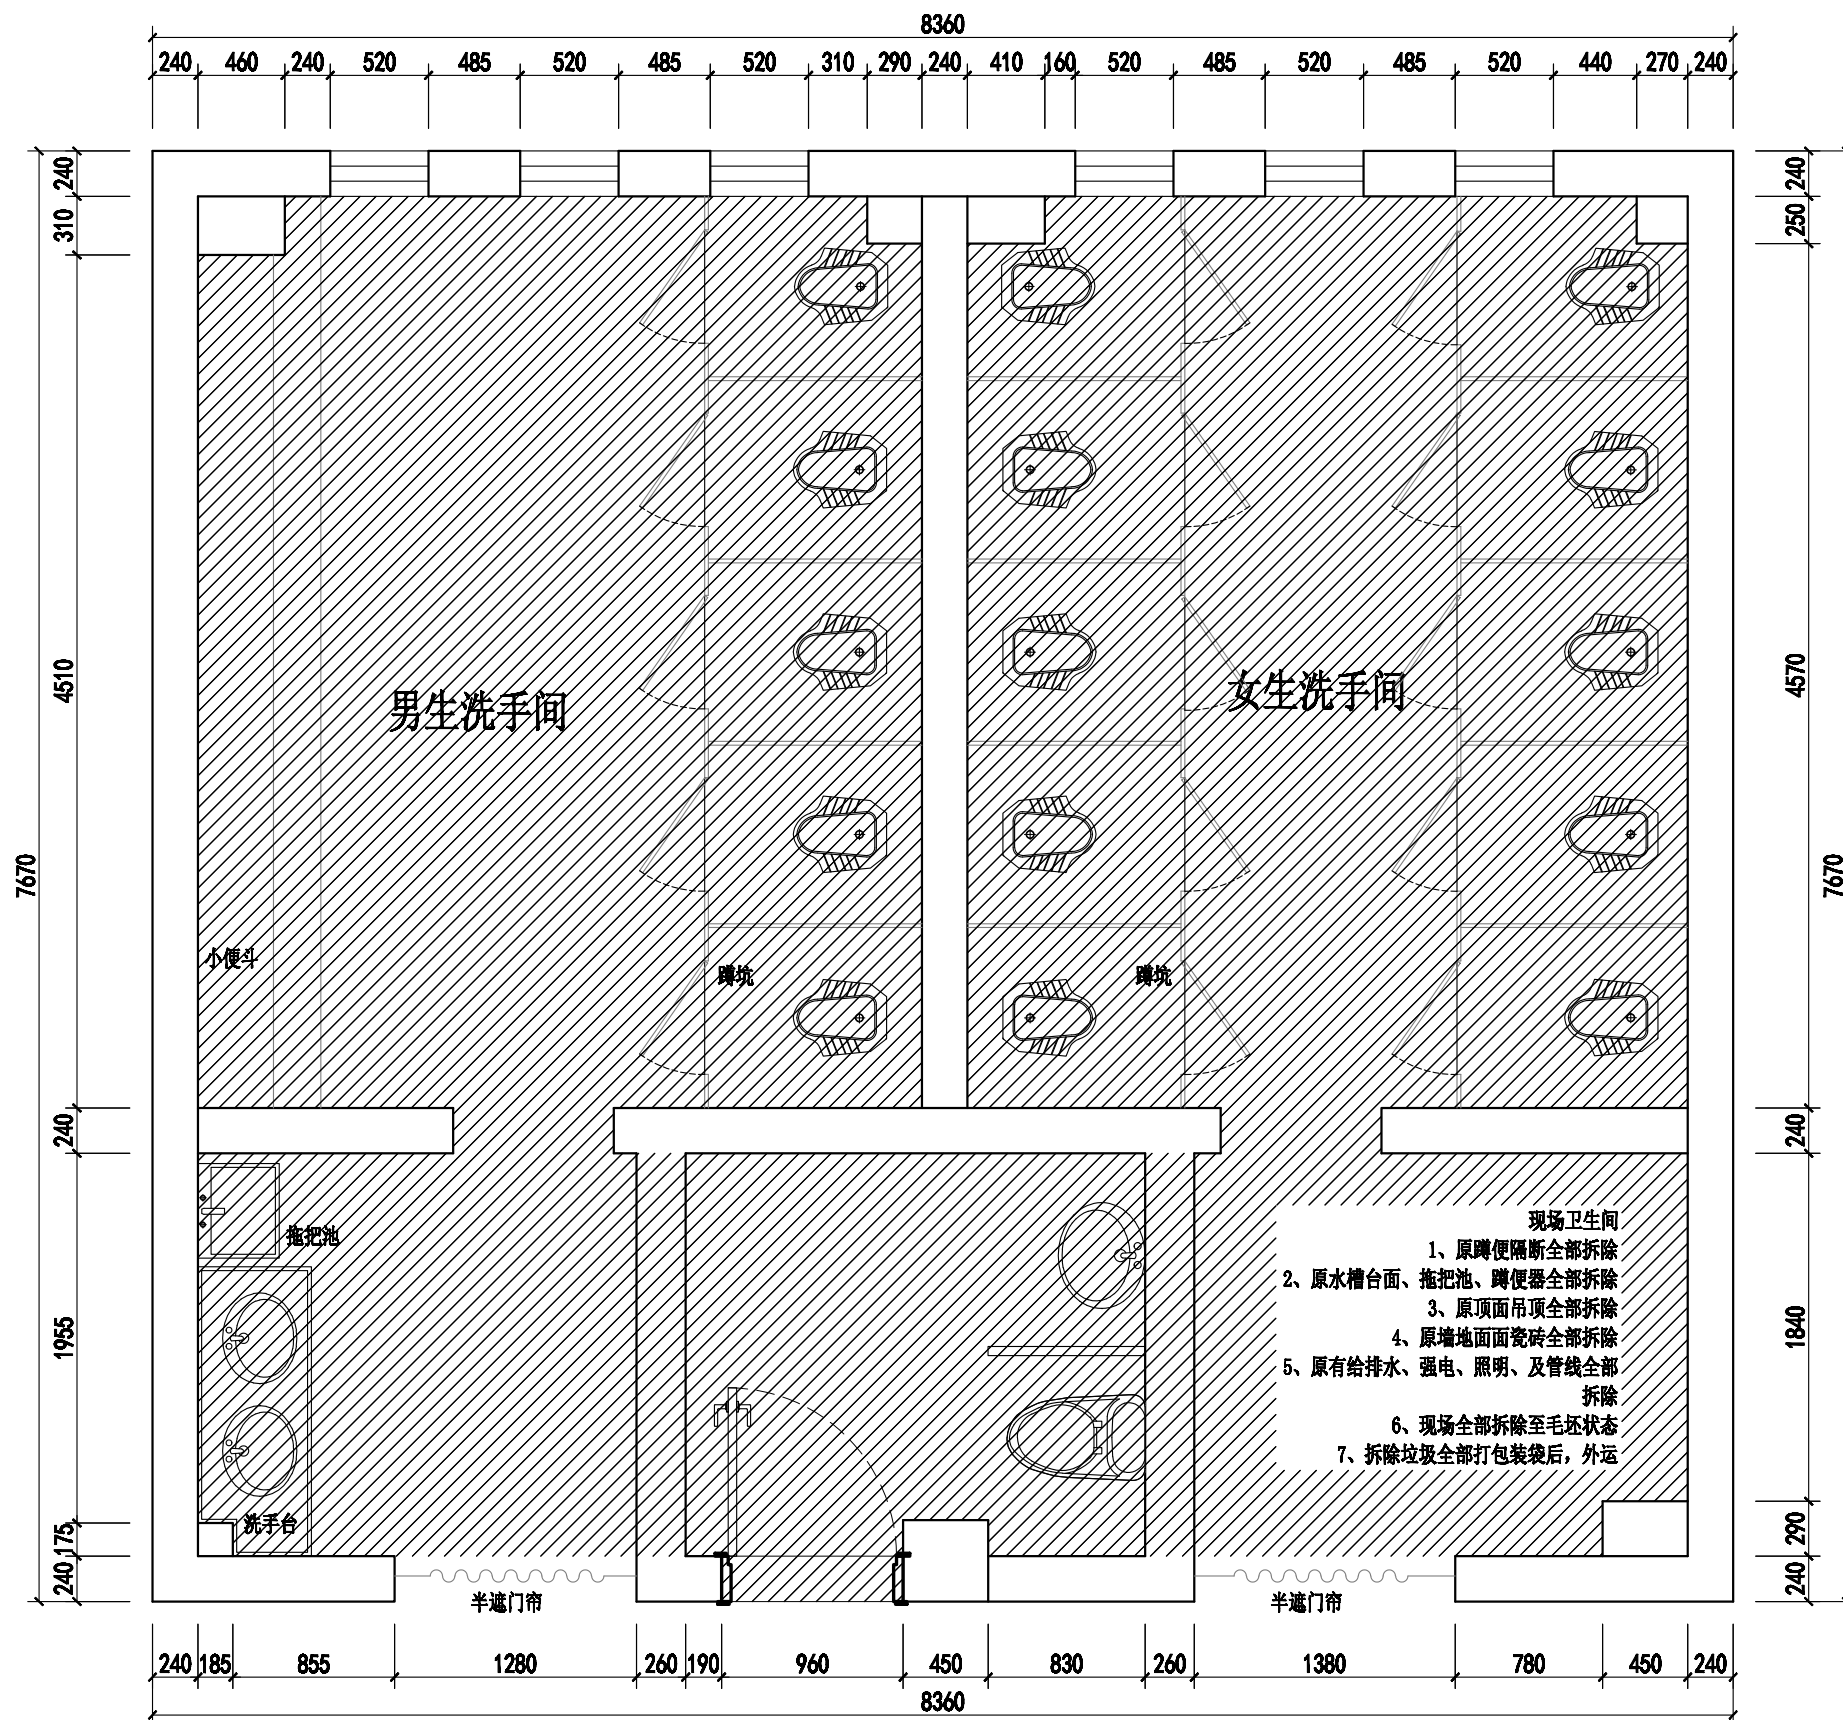 8360
240 460 240 520 485 520 485 520 310 290 240 410 160 520 485 520 485 520 440 270 240
240
310
4510
7670
240
1955
175
240
240
250
4570
7670
240
1840
290
240
男生洗手间
女生洗手间
小便斗
蹲坑
蹲坑
拖把池
洗手台
现场卫生间
1、原蹲便隔断全部拆除
2、原水槽台面、拖把池、蹲便器全部拆除
3、原顶面吊顶全部拆除
4、原墙地面面瓷砖全部拆除
5、原有给排水、强电、照明、及管线全部
拆除
6、现场全部拆除至毛坯状态
7、拆除垃圾全部打包装袋后，外运
半遮门帘
半遮门帘
240 185 855 1280 260 190 960 450 830 260 1380 780 450 240
8360